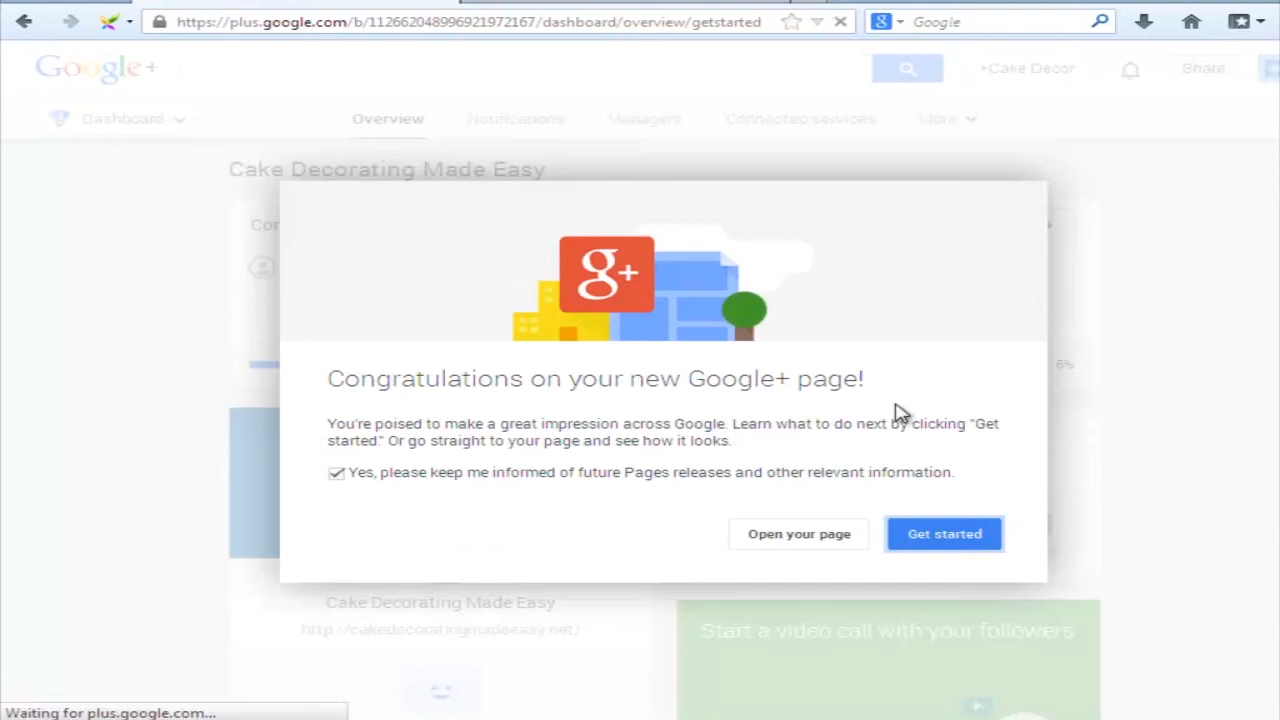 https://plus.google.com/b/112662048996921972167/dashboard/overview/getstarted
Google
Google+
+Cake Decor
Share
Dashboard
Overview
Notifications
Managers
Connected services
More
Cake Decorating Made Easy
g+
6%
Congratulations on your new Google+ page!
You're poised to make a great impression across Google. Learn what to do next by clicking "Get
started." Or go straight to your page and see how it looks.
Yes, please keep me informed of future Pages releases and other relevant information.
Open your page
Get started
Cake Decorating Made Easy
http://cakedecoratingmadeeasy.net/
Start a video call with your followers
Waiting for plus.google.com...